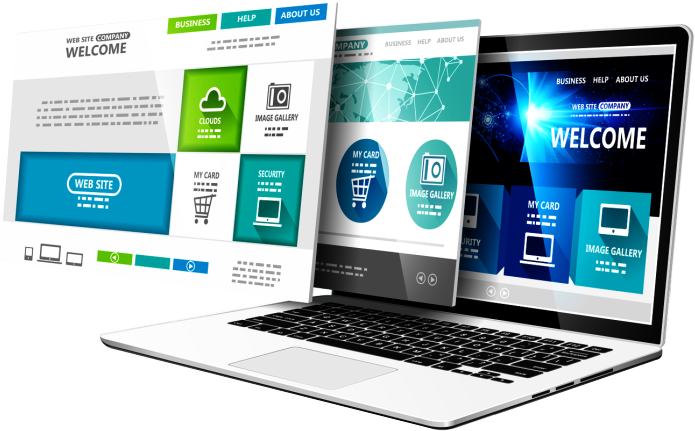 BUSINESS
HELP
ABOUT US
WEB SITE COMPANY
WELCOME
CLOUDS
IMAGE GALLERY
WEB SITE
MY CARD
SECURITY
COMPANY
BUSINESS HELP ABOUT US
MY CARD
IMAGE GALLERY
BUSINESS HELP ABOUT US
WEB SITE COMPANY
WELCOME
MY CARD
IMAGE GALLERY